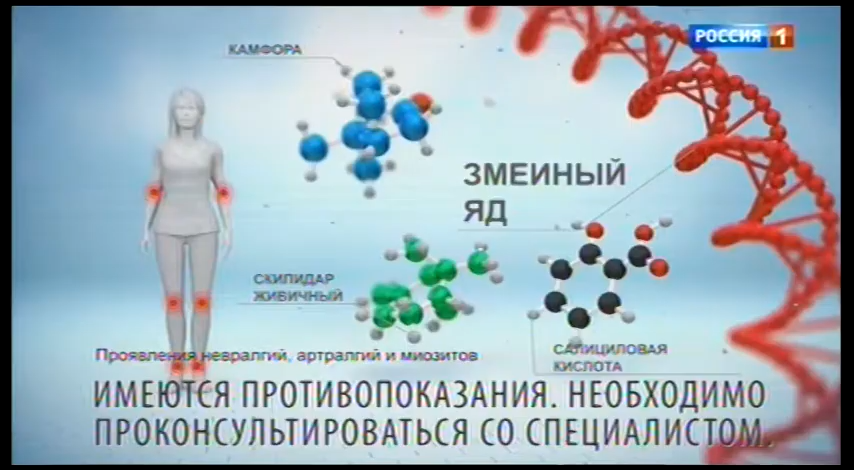 РОССИЯ 1
КАМФОРА
ЗМЕИНЫЙ
ЯД
СКИПИДАР
ЖИВИЧНЫЙ
САЛИЦИЛОВАЯ
КИСЛОТА
Проявления невралгий, артралгий и миозитов
ИМЕЮТСЯ ПРОТИВОПОКАЗАНИЯ. НЕОБХОДИМО
ПРОКОНСУЛЬТИРОВАТЬСЯ СО СПЕЦИАЛИСТОМ.